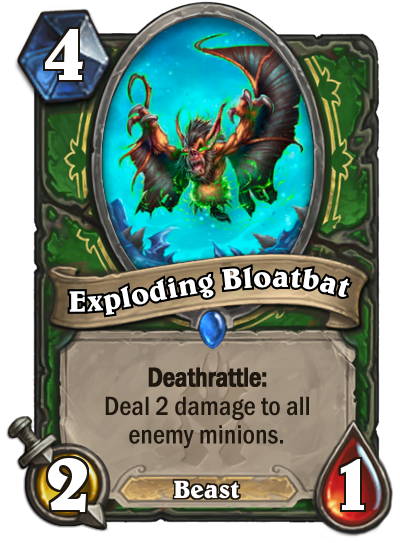 4
Exploding Bloatbat
Deathrattle:
Deal 2 damage to all
enemy minions.
2
Beast
1